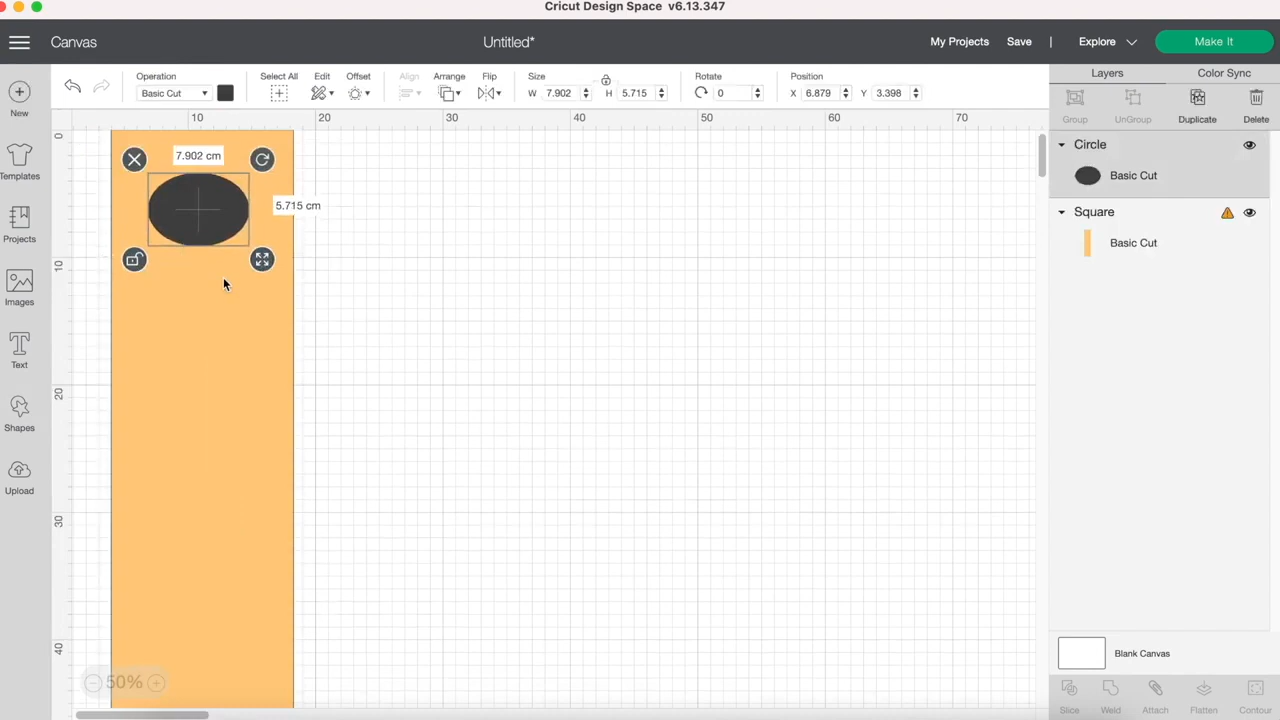 Cricut Design Space v6.13.347
Canvas
Untitled*
My Projects
Save
|
Explore
Make It
Operation
Basic Cut
Select All
Edit
Offset
Align
Arrange
Flip
Size
W 7.902
H 5.715
Rotate
0
Position
X 6.879
Y 3.398
Layers
Color Sync
Group
UnGroup
Duplicate
Delete
New
Templates
Projects
Images
Text
Shapes
Upload
10
20
30
40
50
60
70
0
10
20
30
40
7.902 cm
5.715 cm
50%
Circle
Basic Cut
Square
Basic Cut
Blank Canvas
Slice
Weld
Attach
Flatten
Contour